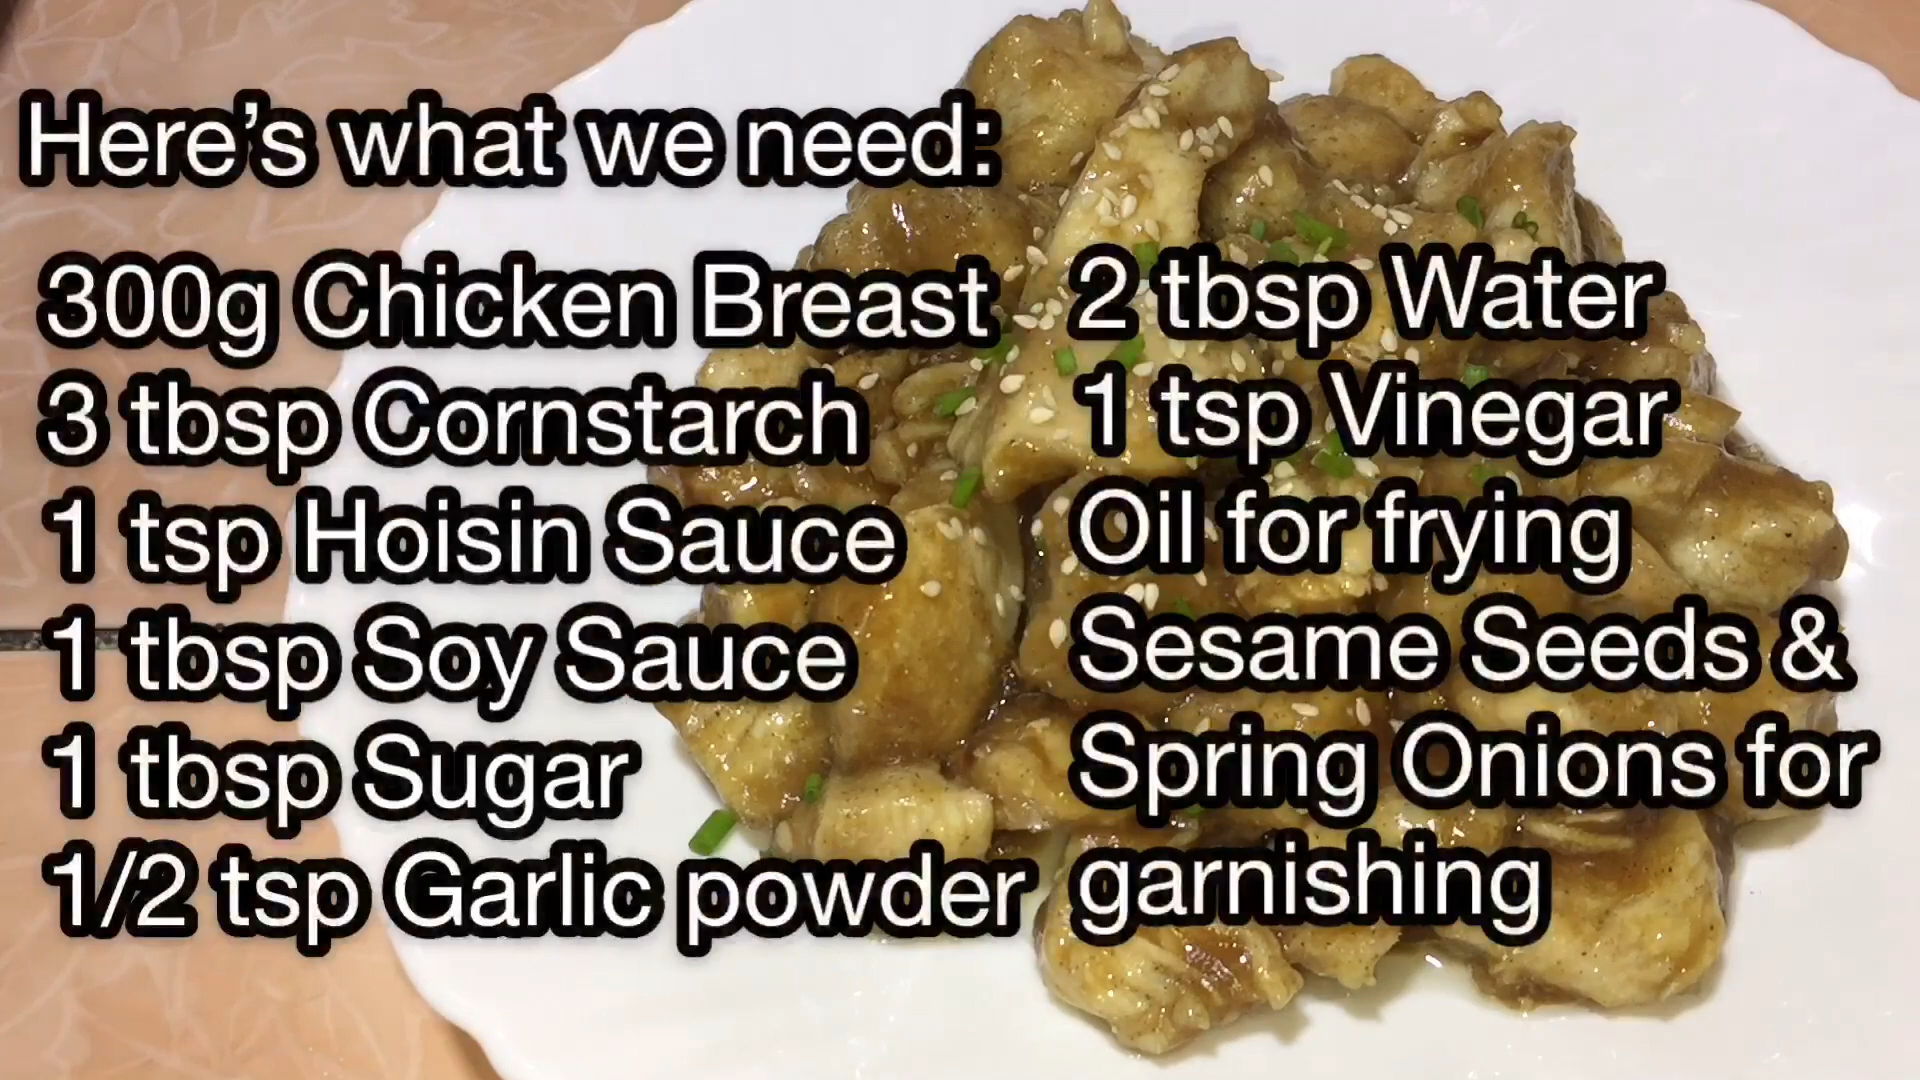 Here’s what we need:
300g Chicken Breast
3 tbsp Cornstarch
1 tsp Hoisin Sauce
1 tbsp Soy Sauce
1 tbsp Sugar
1/2 tsp Garlic powder
2 tbsp Water
1 tsp Vinegar
Oil for frying
Sesame Seeds &
Spring Onions for
garnishing